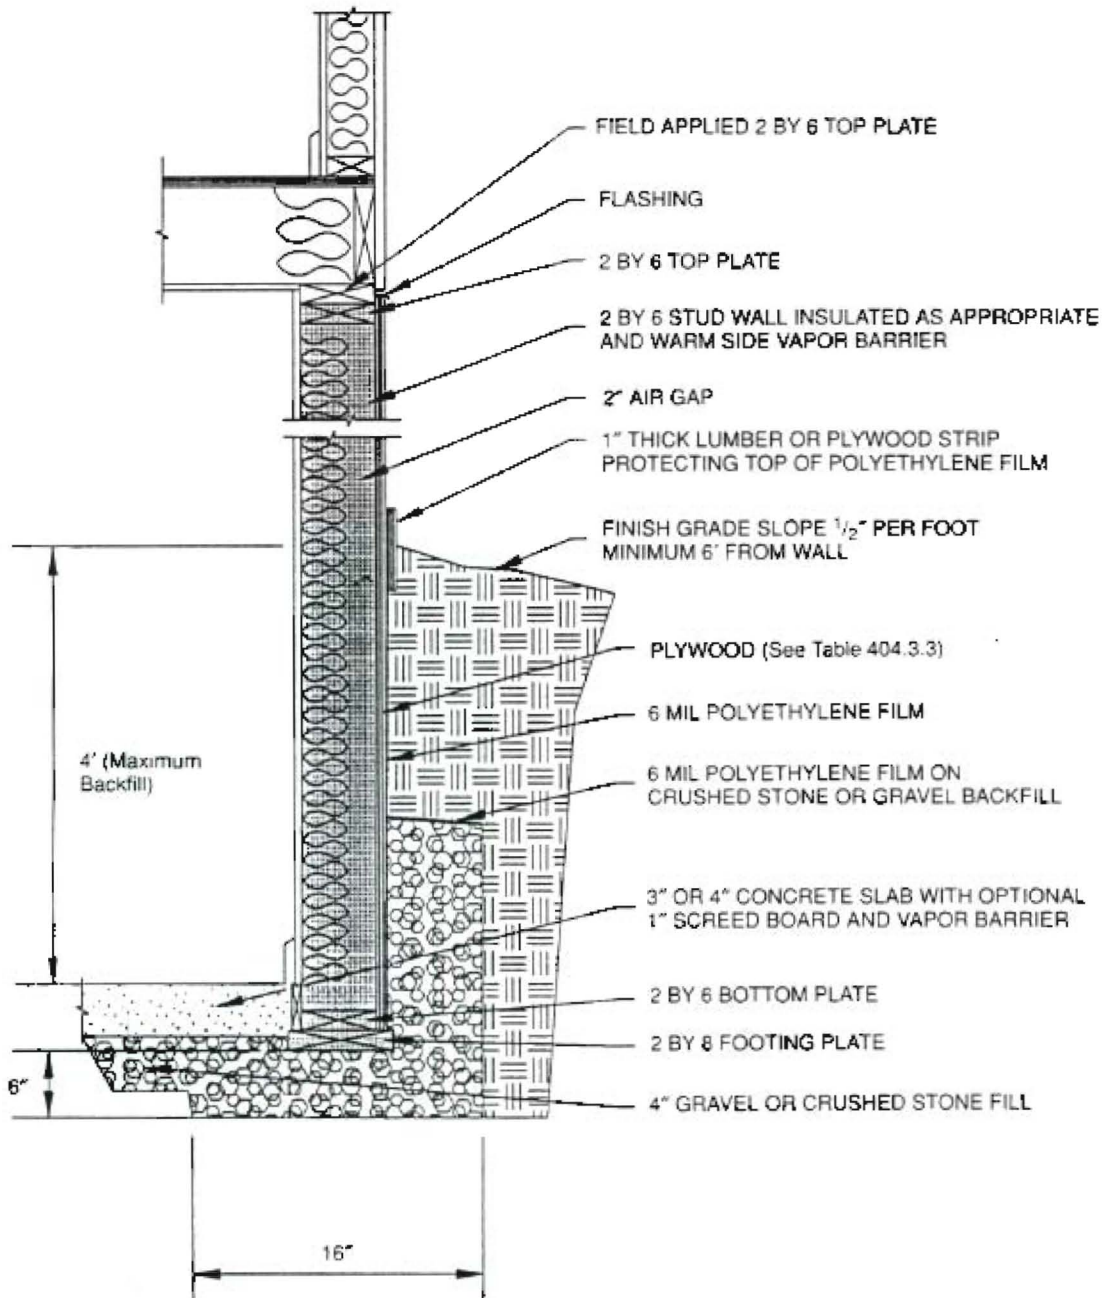 FIELD APPLIED 2 BY 6 TOP PLATE
FLASHING
2 BY 6 TOP PLATE
2 BY 6 STUD WALL INSULATED AS APPROPRIATE
AND WARM SIDE VAPOR BARRIER
2" AIR GAP
1" THICK LUMBER OR PLYWOOD STRIP
PROTECTING TOP OF POLYETHYLENE FILM
FINISH GRADE SLOPE 1/2" PER FOOT
MINIMUM 6' FROM WALL
PLYWOOD (See Table 404.3.3)
6 MIL POLYETHYLENE FILM
4' (Maximum
Backfill)
6 MIL POLYETHYLENE FILM ON
CRUSHED STONE OR GRAVEL BACKFILL
3" OR 4" CONCRETE SLAB WITH OPTIONAL
1" SCREED BOARD AND VAPOR BARRIER
2 BY 6 BOTTOM PLATE
2 BY 8 FOOTING PLATE
6"
4" GRAVEL OR CRUSHED STONE FILL
16"